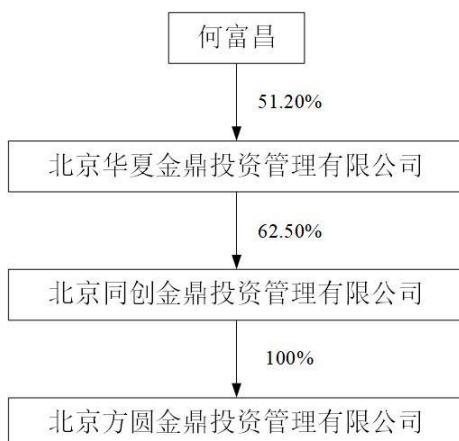 何富昌
51.20%
北京华夏金鼎投资管理有限公司
62.50%
北京同创金鼎投资管理有限公司
100%
北京方圆金鼎投资管理有限公司